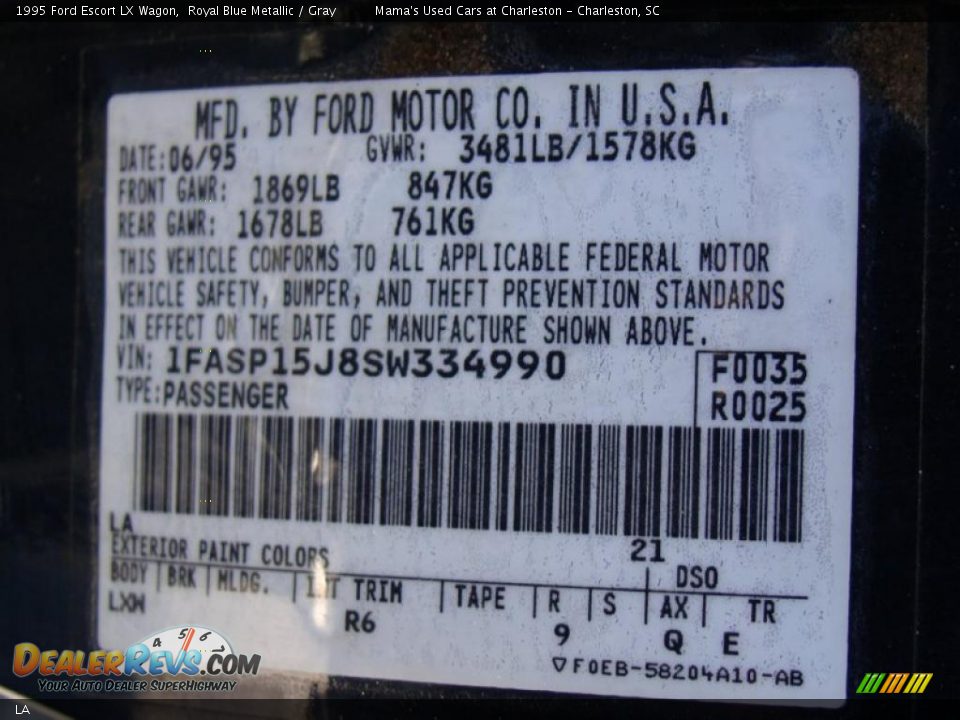 1995 Ford Escort LX Wagon, Royal Blue Metallic / Gray Mama's Used Cars at Charleston - Charleston, SC
MFD. BY FORD MOTOR CO. IN U.S.A.
DATE: 06/95 GVWR: 3481LB/1578KG
FRONT GAWR: 1869LB 847KG
REAR GAWR: 1678LB 761KG
THIS VEHICLE CONFORMS TO ALL APPLICABLE FEDERAL MOTOR
VEHICLE SAFETY, BUMPER, AND THEFT PREVENTION STANDARDS
IN EFFECT ON THE DATE OF MANUFACTURE SHOWN ABOVE.
VIN: 1FASP15J8SW334990 F0035
TYPE: PASSENGER R0025
LA
EXTERIOR PAINT COLORS 21 DSO
BODY BRK MLDG. INT TRIM TAPE R S AX TR
LXW R6 9 Q E
▽F0EB-58204A10-AB
4 5 6
DEALERREVS.COM
YOUR AUTO DEALER SUPERHIGHWAY
LA